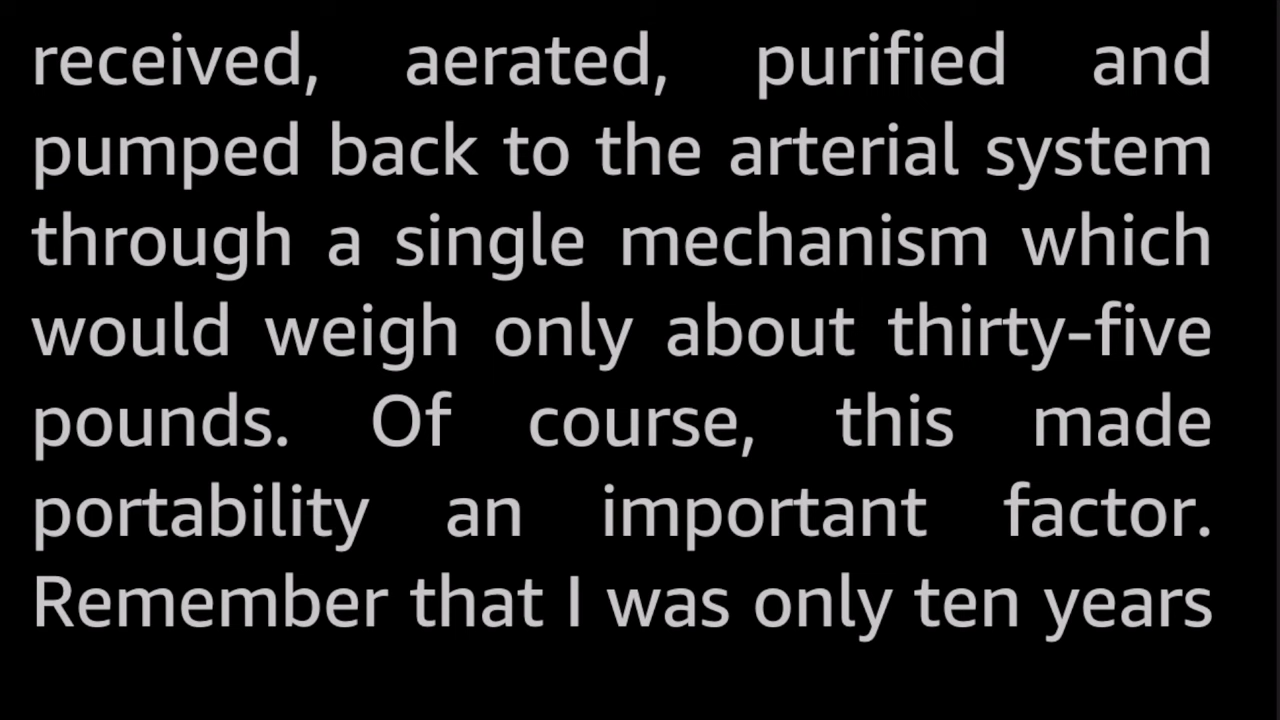 received, aerated, purified and
pumped back to the arterial system
through a single mechanism which
would weigh only about thirty-five
pounds. Of course, this made
portability an important factor.
Remember that I was only ten years